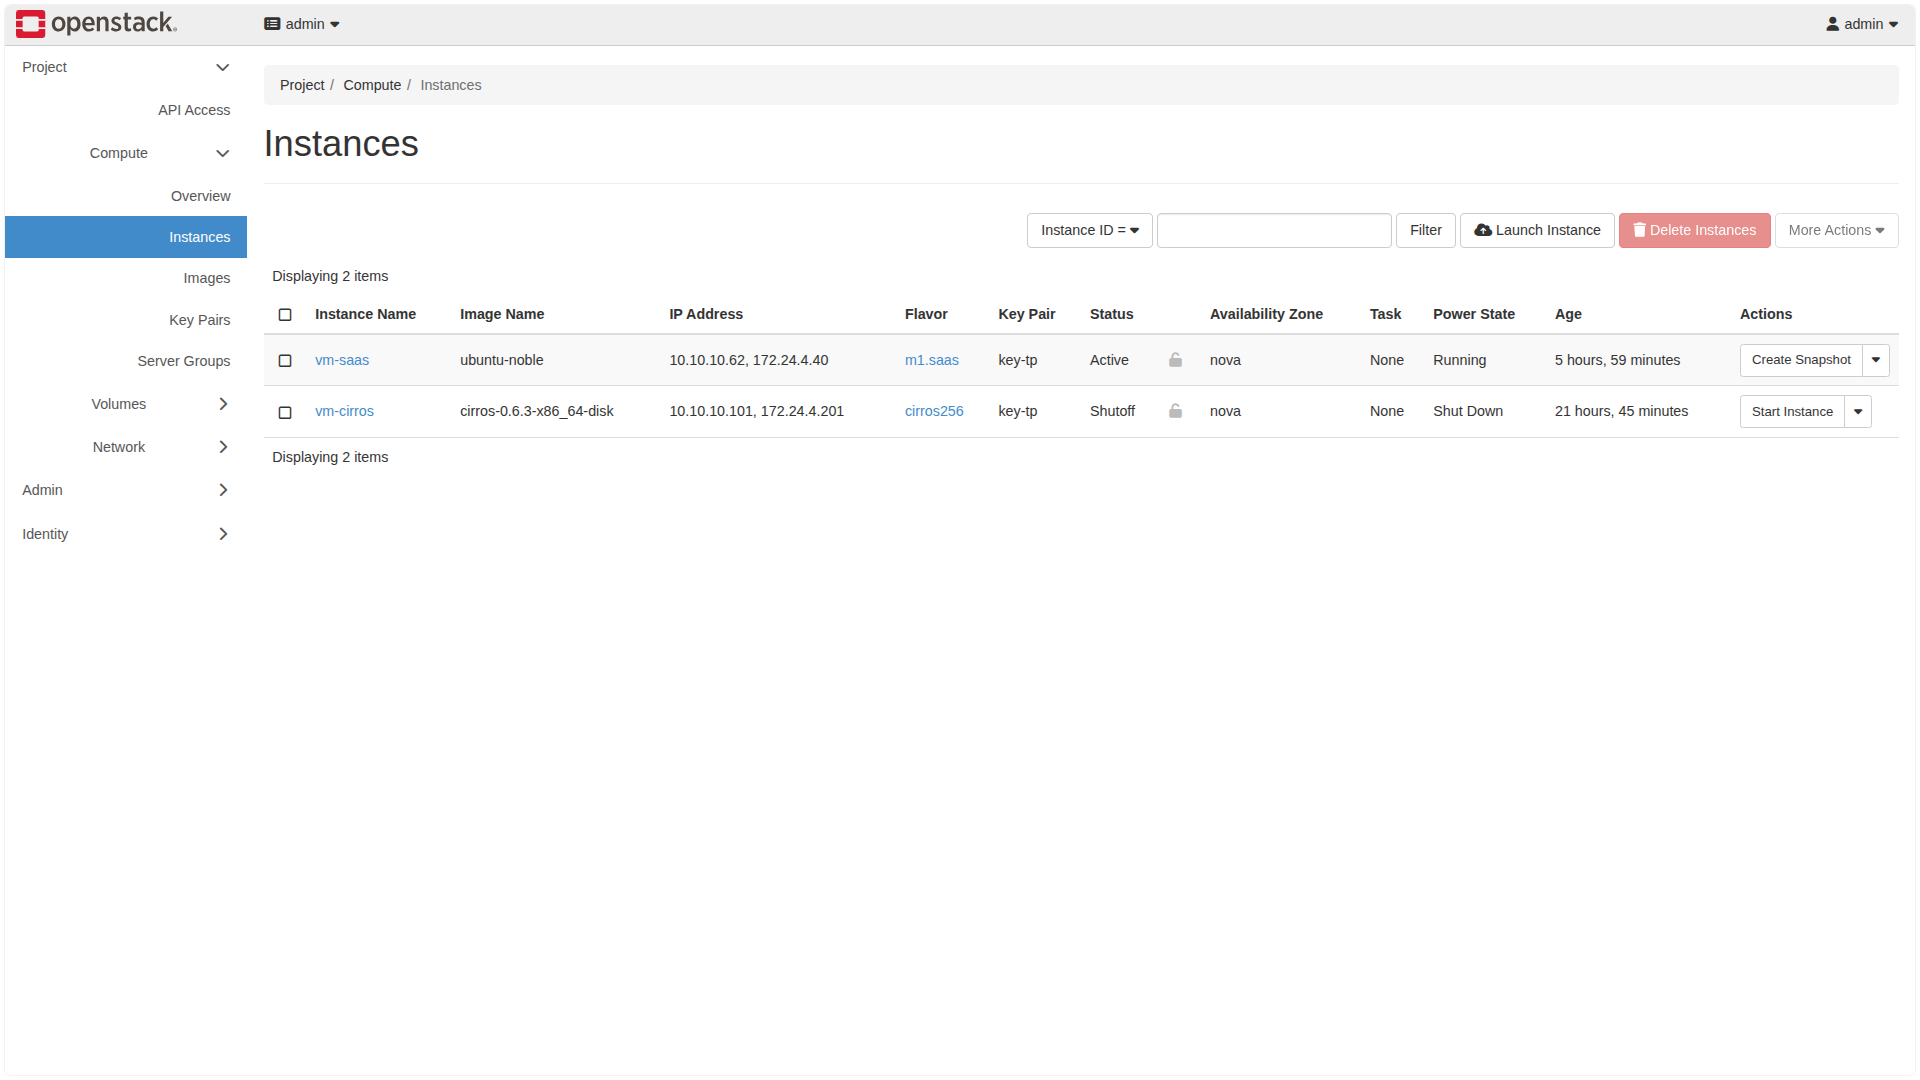 openstack.
admin
admin
Project
API Access
Compute
Overview
Instances
Images
Key Pairs
Server Groups
Volumes
Network
Admin
Identity
Project / Compute / Instances
Instances
Instance ID = Filter Launch Instance Delete Instances More Actions
Displaying 2 items
Instance Name Image Name IP Address Flavor Key Pair Status Availability Zone Task Power State Age Actions
vm-saas ubuntu-noble 10.10.10.62, 172.24.4.40 m1.saas key-tp Active nova None Running 5 hours, 59 minutes Create Snapshot
vm-cirros cirros-0.6.3-x86_64-disk 10.10.10.101, 172.24.4.201 cirros256 key-tp Shutoff nova None Shut Down 21 hours, 45 minutes Start Instance
Displaying 2 items